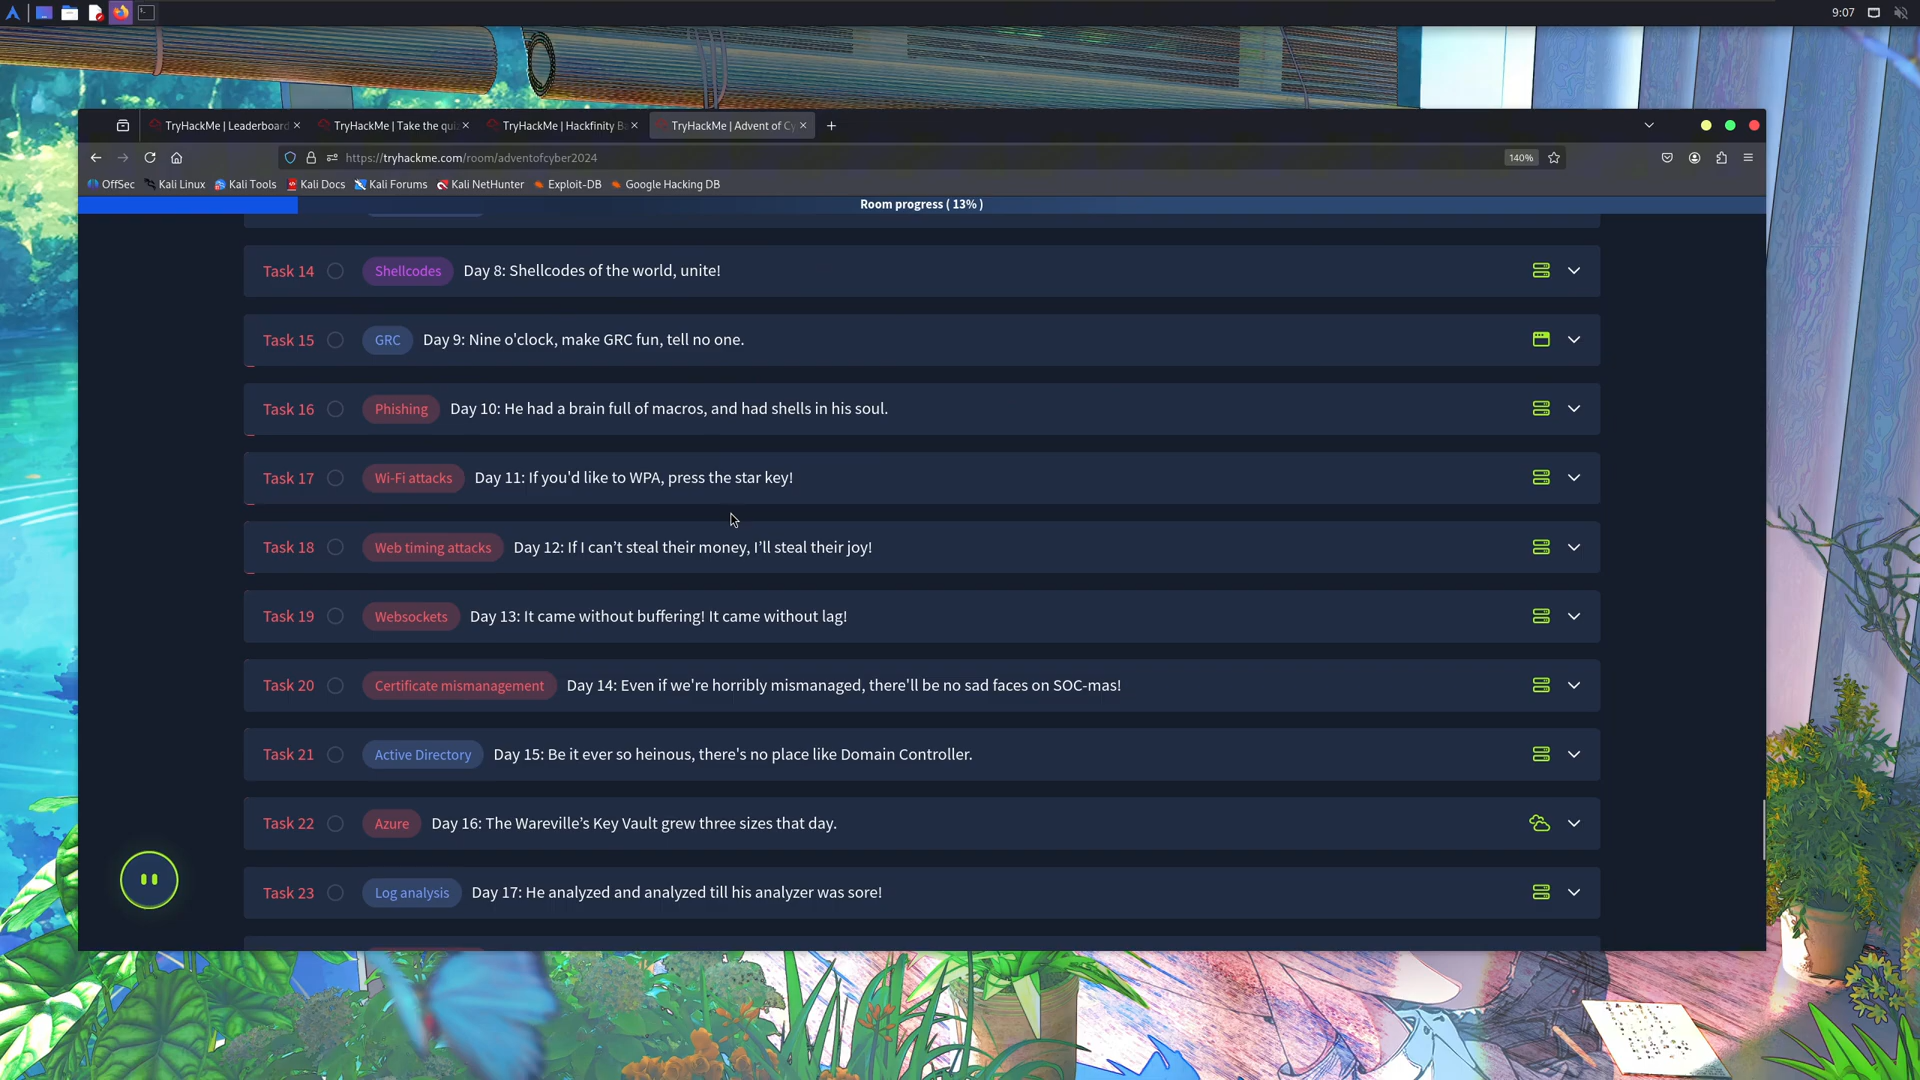 9:07
TryHackMe | Leaderboard
TryHackMe | Take the qui
TryHackMe | Hackfinity Ba
TryHackMe | Advent of Cy
https://tryhackme.com/room/adventofcyber2024
140%
OffSec
Kali Linux
Kali Tools
Kali Docs
Kali Forums
Kali NetHunter
Exploit-DB
Google Hacking DB
Room progress ( 13% )
Task 14 Shellcodes Day 8: Shellcodes of the world, unite!
Task 15 GRC Day 9: Nine o'clock, make GRC fun, tell no one.
Task 16 Phishing Day 10: He had a brain full of macros, and had shells in his soul.
Task 17 Wi-Fi attacks Day 11: If you'd like to WPA, press the star key!
Task 18 Web timing attacks Day 12: If I can’t steal their money, I’ll steal their joy!
Task 19 Websockets Day 13: It came without buffering! It came without lag!
Task 20 Certificate mismanagement Day 14: Even if we're horribly mismanaged, there'll be no sad faces on SOC-mas!
Task 21 Active Directory Day 15: Be it ever so heinous, there's no place like Domain Controller.
Task 22 Azure Day 16: The Wareville’s Key Vault grew three sizes that day.
Task 23 Log analysis Day 17: He analyzed and analyzed till his analyzer was sore!